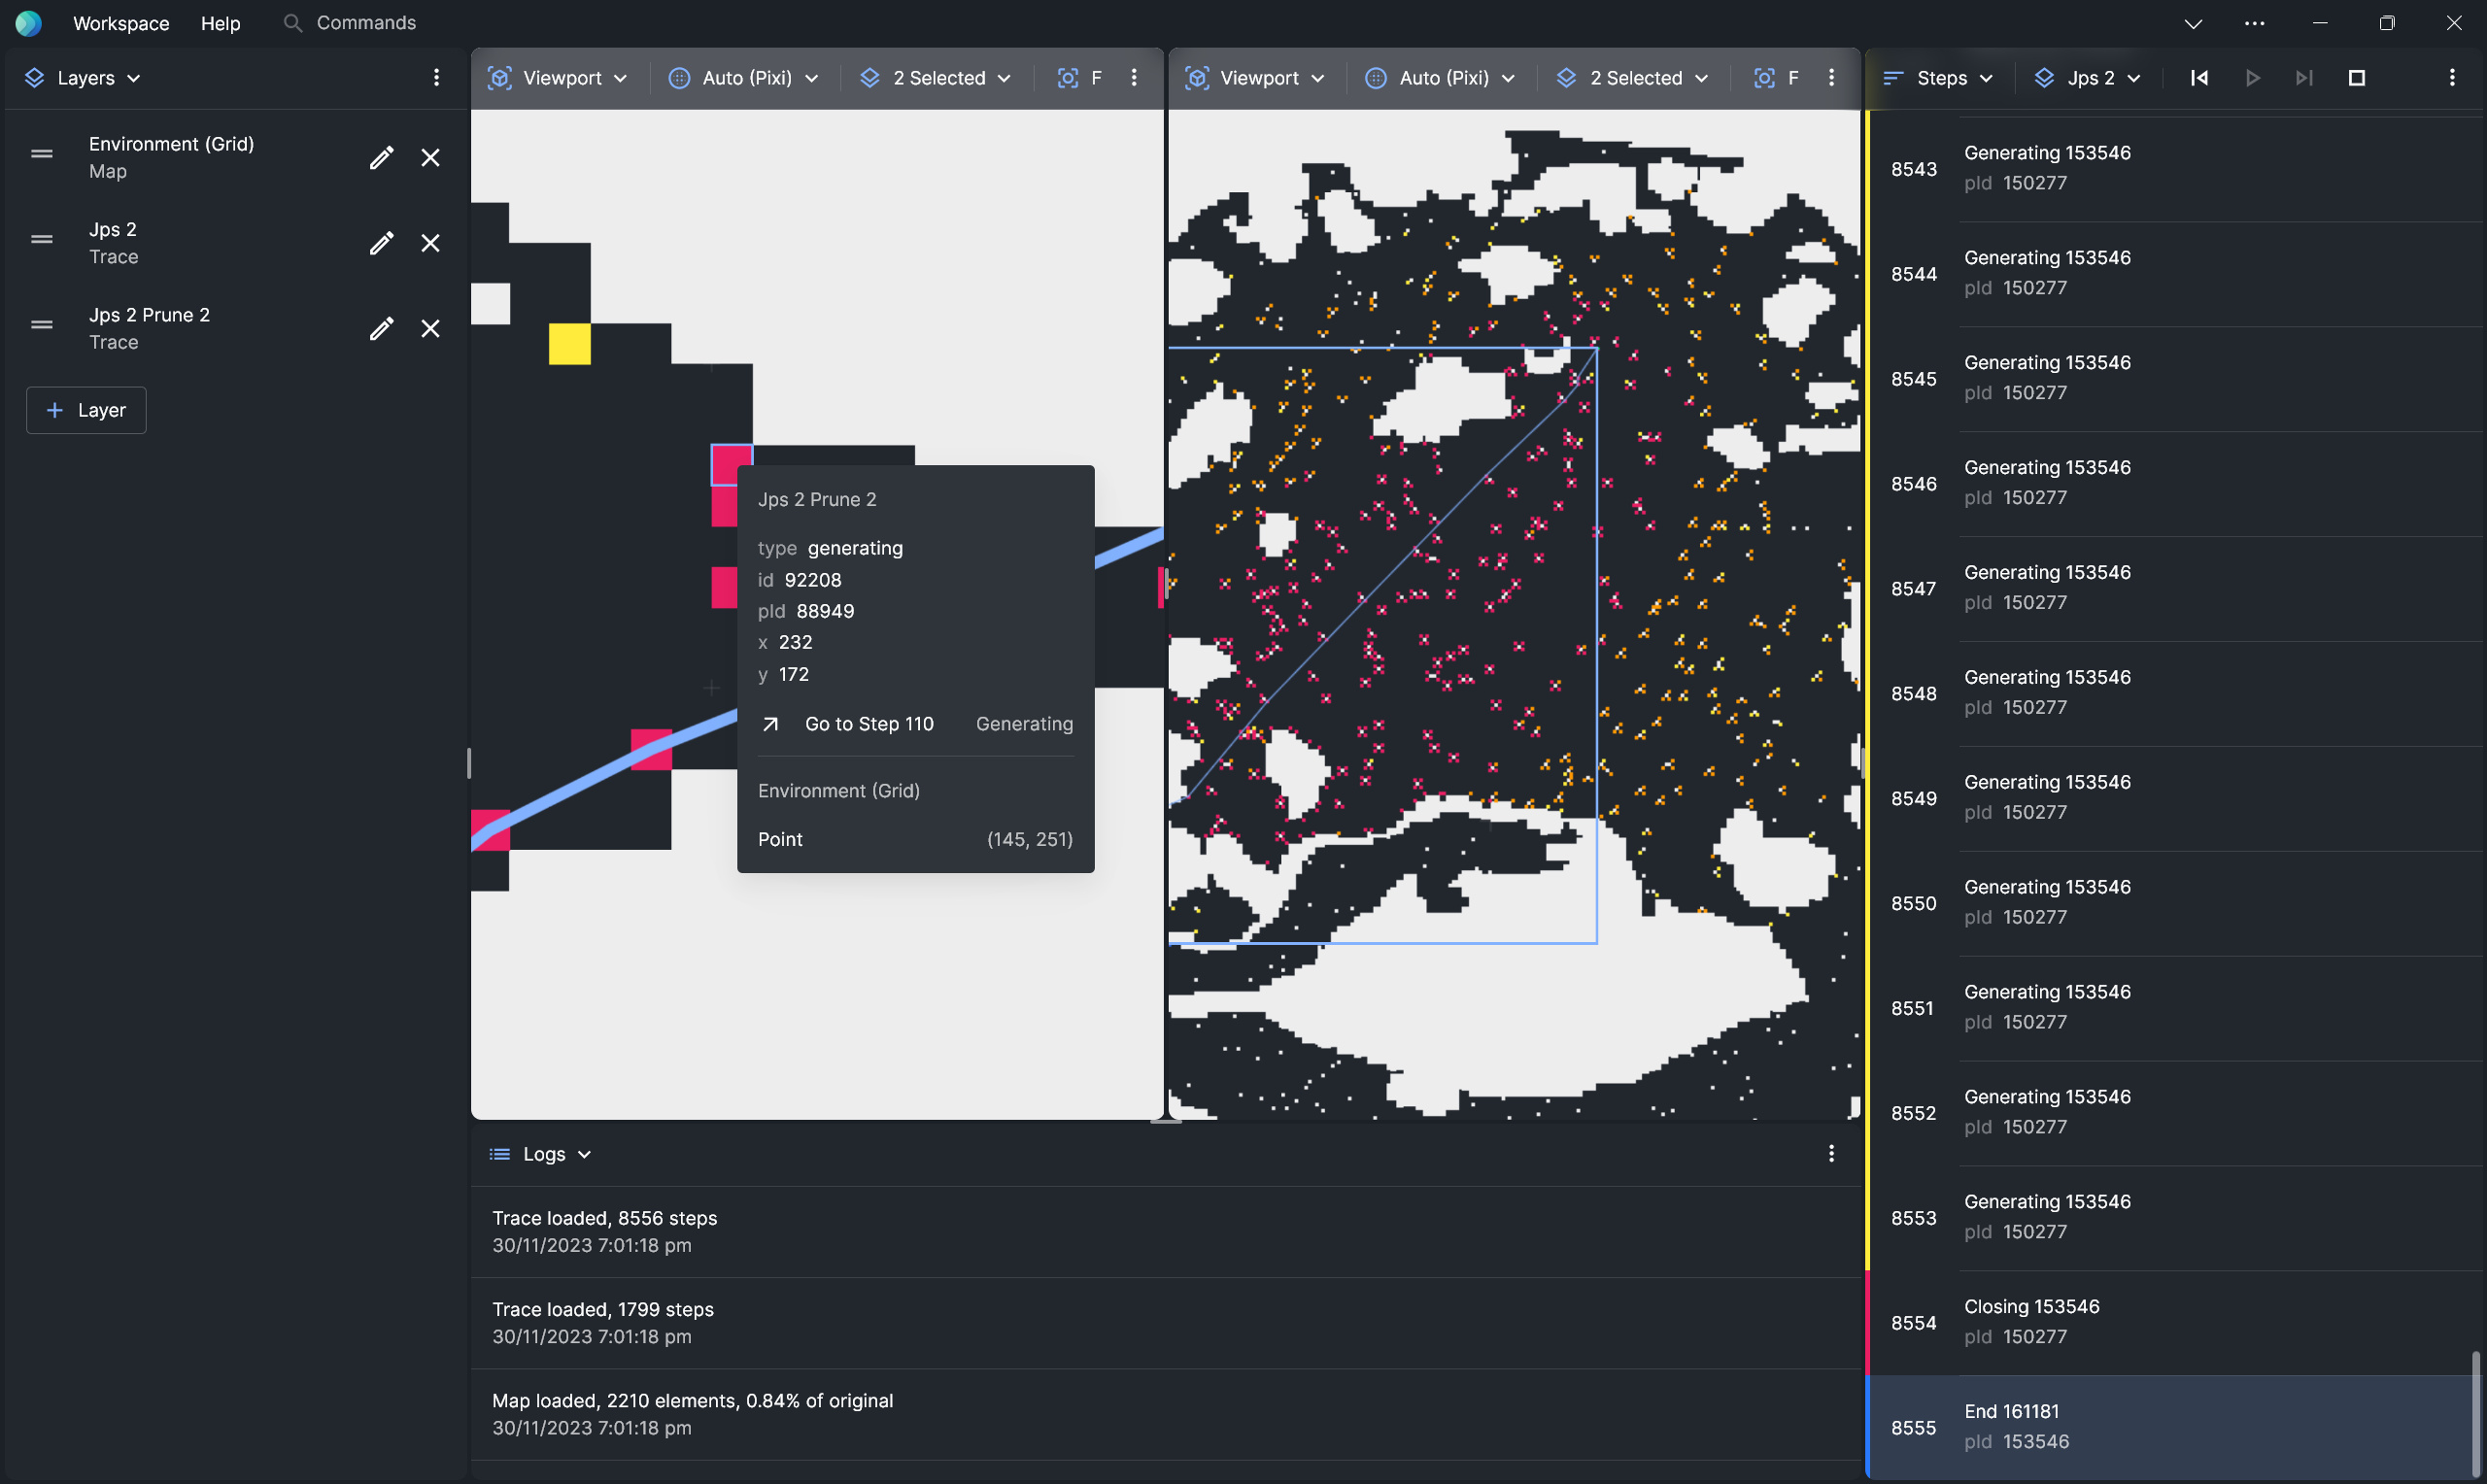 Workspace Help Commands
Layers
Environment (Grid)
Map
Jps 2
Trace
Jps 2 Prune 2
Trace
Layer
Viewport Auto (Pixi) 2 Selected F
Jps 2 Prune 2
type generating
id 92208
pId 88949
x 232
y 172
Go to Step 110 Generating
Environment (Grid)
Point (145, 251)
Viewport Auto (Pixi) 2 Selected F
Logs
Trace loaded, 8556 steps
30/11/2023 7:01:18 pm
Trace loaded, 1799 steps
30/11/2023 7:01:18 pm
Map loaded, 2210 elements, 0.84% of original
30/11/2023 7:01:18 pm
Steps Jps 2
8543 Generating 153546
pId 150277
8544 Generating 153546
pId 150277
8545 Generating 153546
pId 150277
8546 Generating 153546
pId 150277
8547 Generating 153546
pId 150277
8548 Generating 153546
pId 150277
8549 Generating 153546
pId 150277
8550 Generating 153546
pId 150277
8551 Generating 153546
pId 150277
8552 Generating 153546
pId 150277
8553 Generating 153546
pId 150277
8554 Closing 153546
pId 150277
8555 End 161181
pId 153546